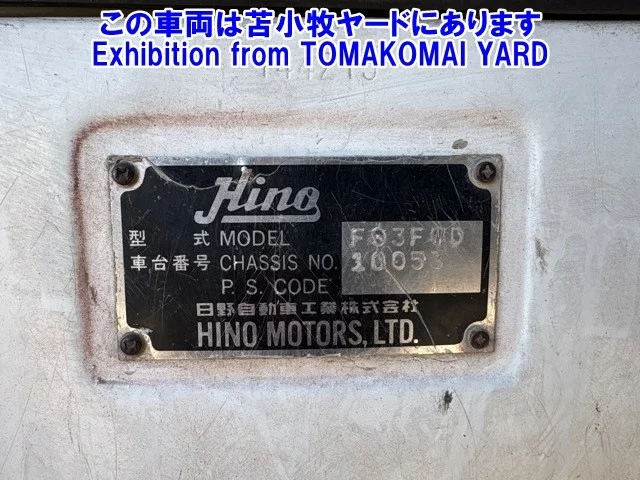 この車両は苫小牧ヤードにあります
Exhibition from TOMAKOMAI YARD
Hino
型 式 MODEL
車台番号 CHASSIS NO. 10053
P. S. CODE
日野自動車工業株式会社
HINO MOTORS, LTD.